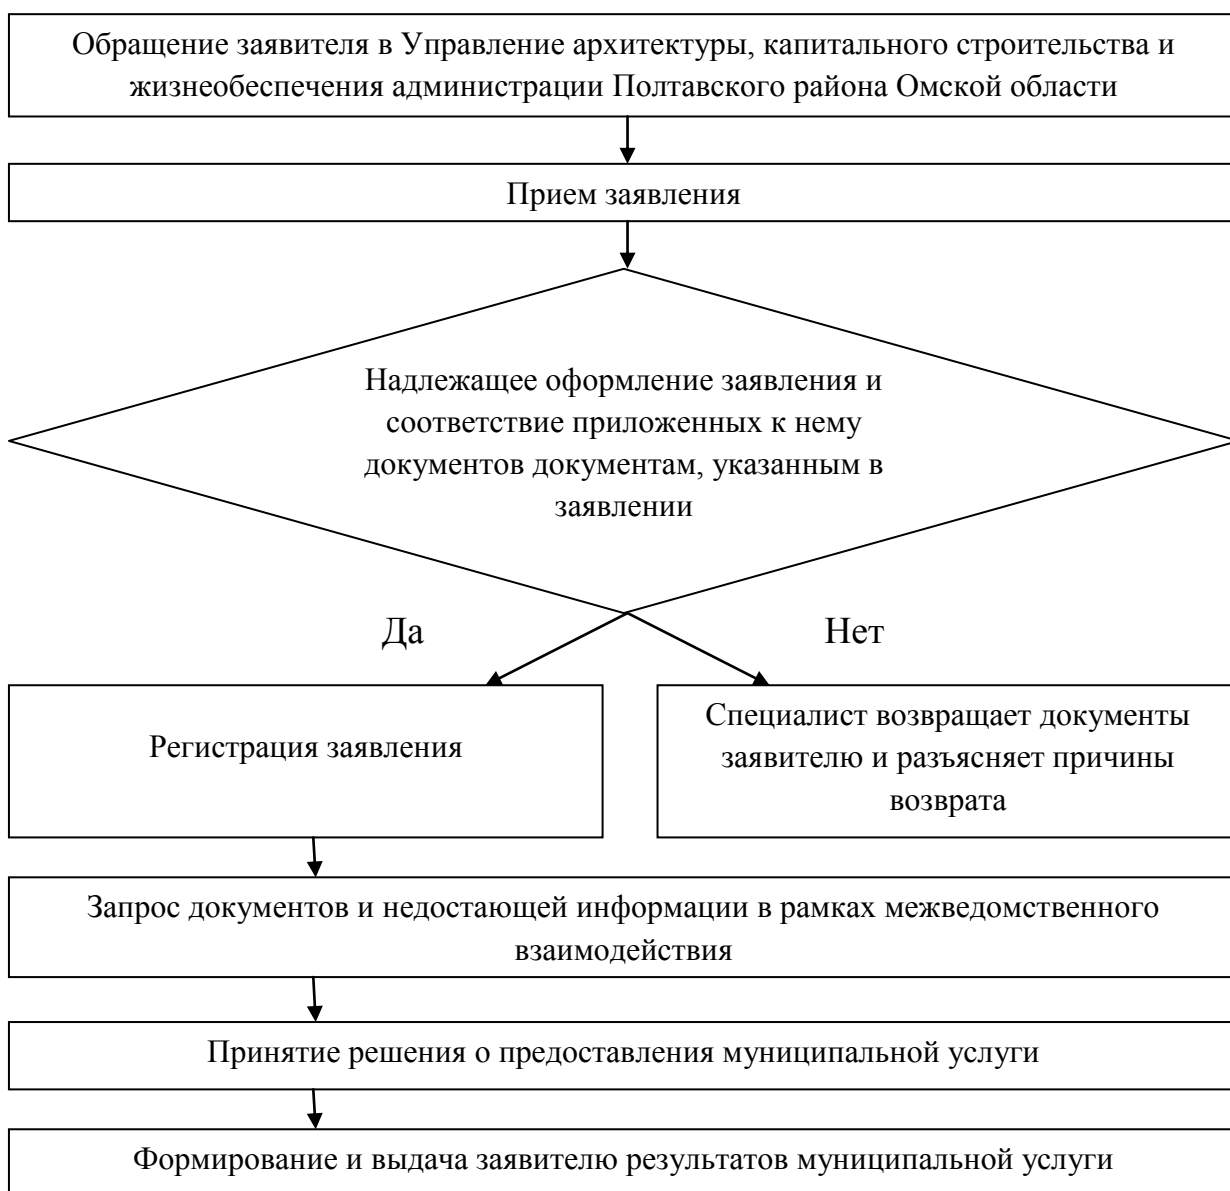 Обращение заявителя в Управление архитектуры, капитального строительства и
жизнеобеспечения администрации Полтавского района Омской области
Прием заявления
Надлежащее оформление заявления и
соответствие приложенных к нему
документов документам, указанным в
заявлении
Да
Нет
Регистрация заявления
Специалист возвращает документы
заявителю и разъясняет причины
возврата
Запрос документов и недостающей информации в рамках межведомственного
взаимодействия
Принятие решения о предоставления муниципальной услуги
Формирование и выдача заявителю результатов муниципальной услуги